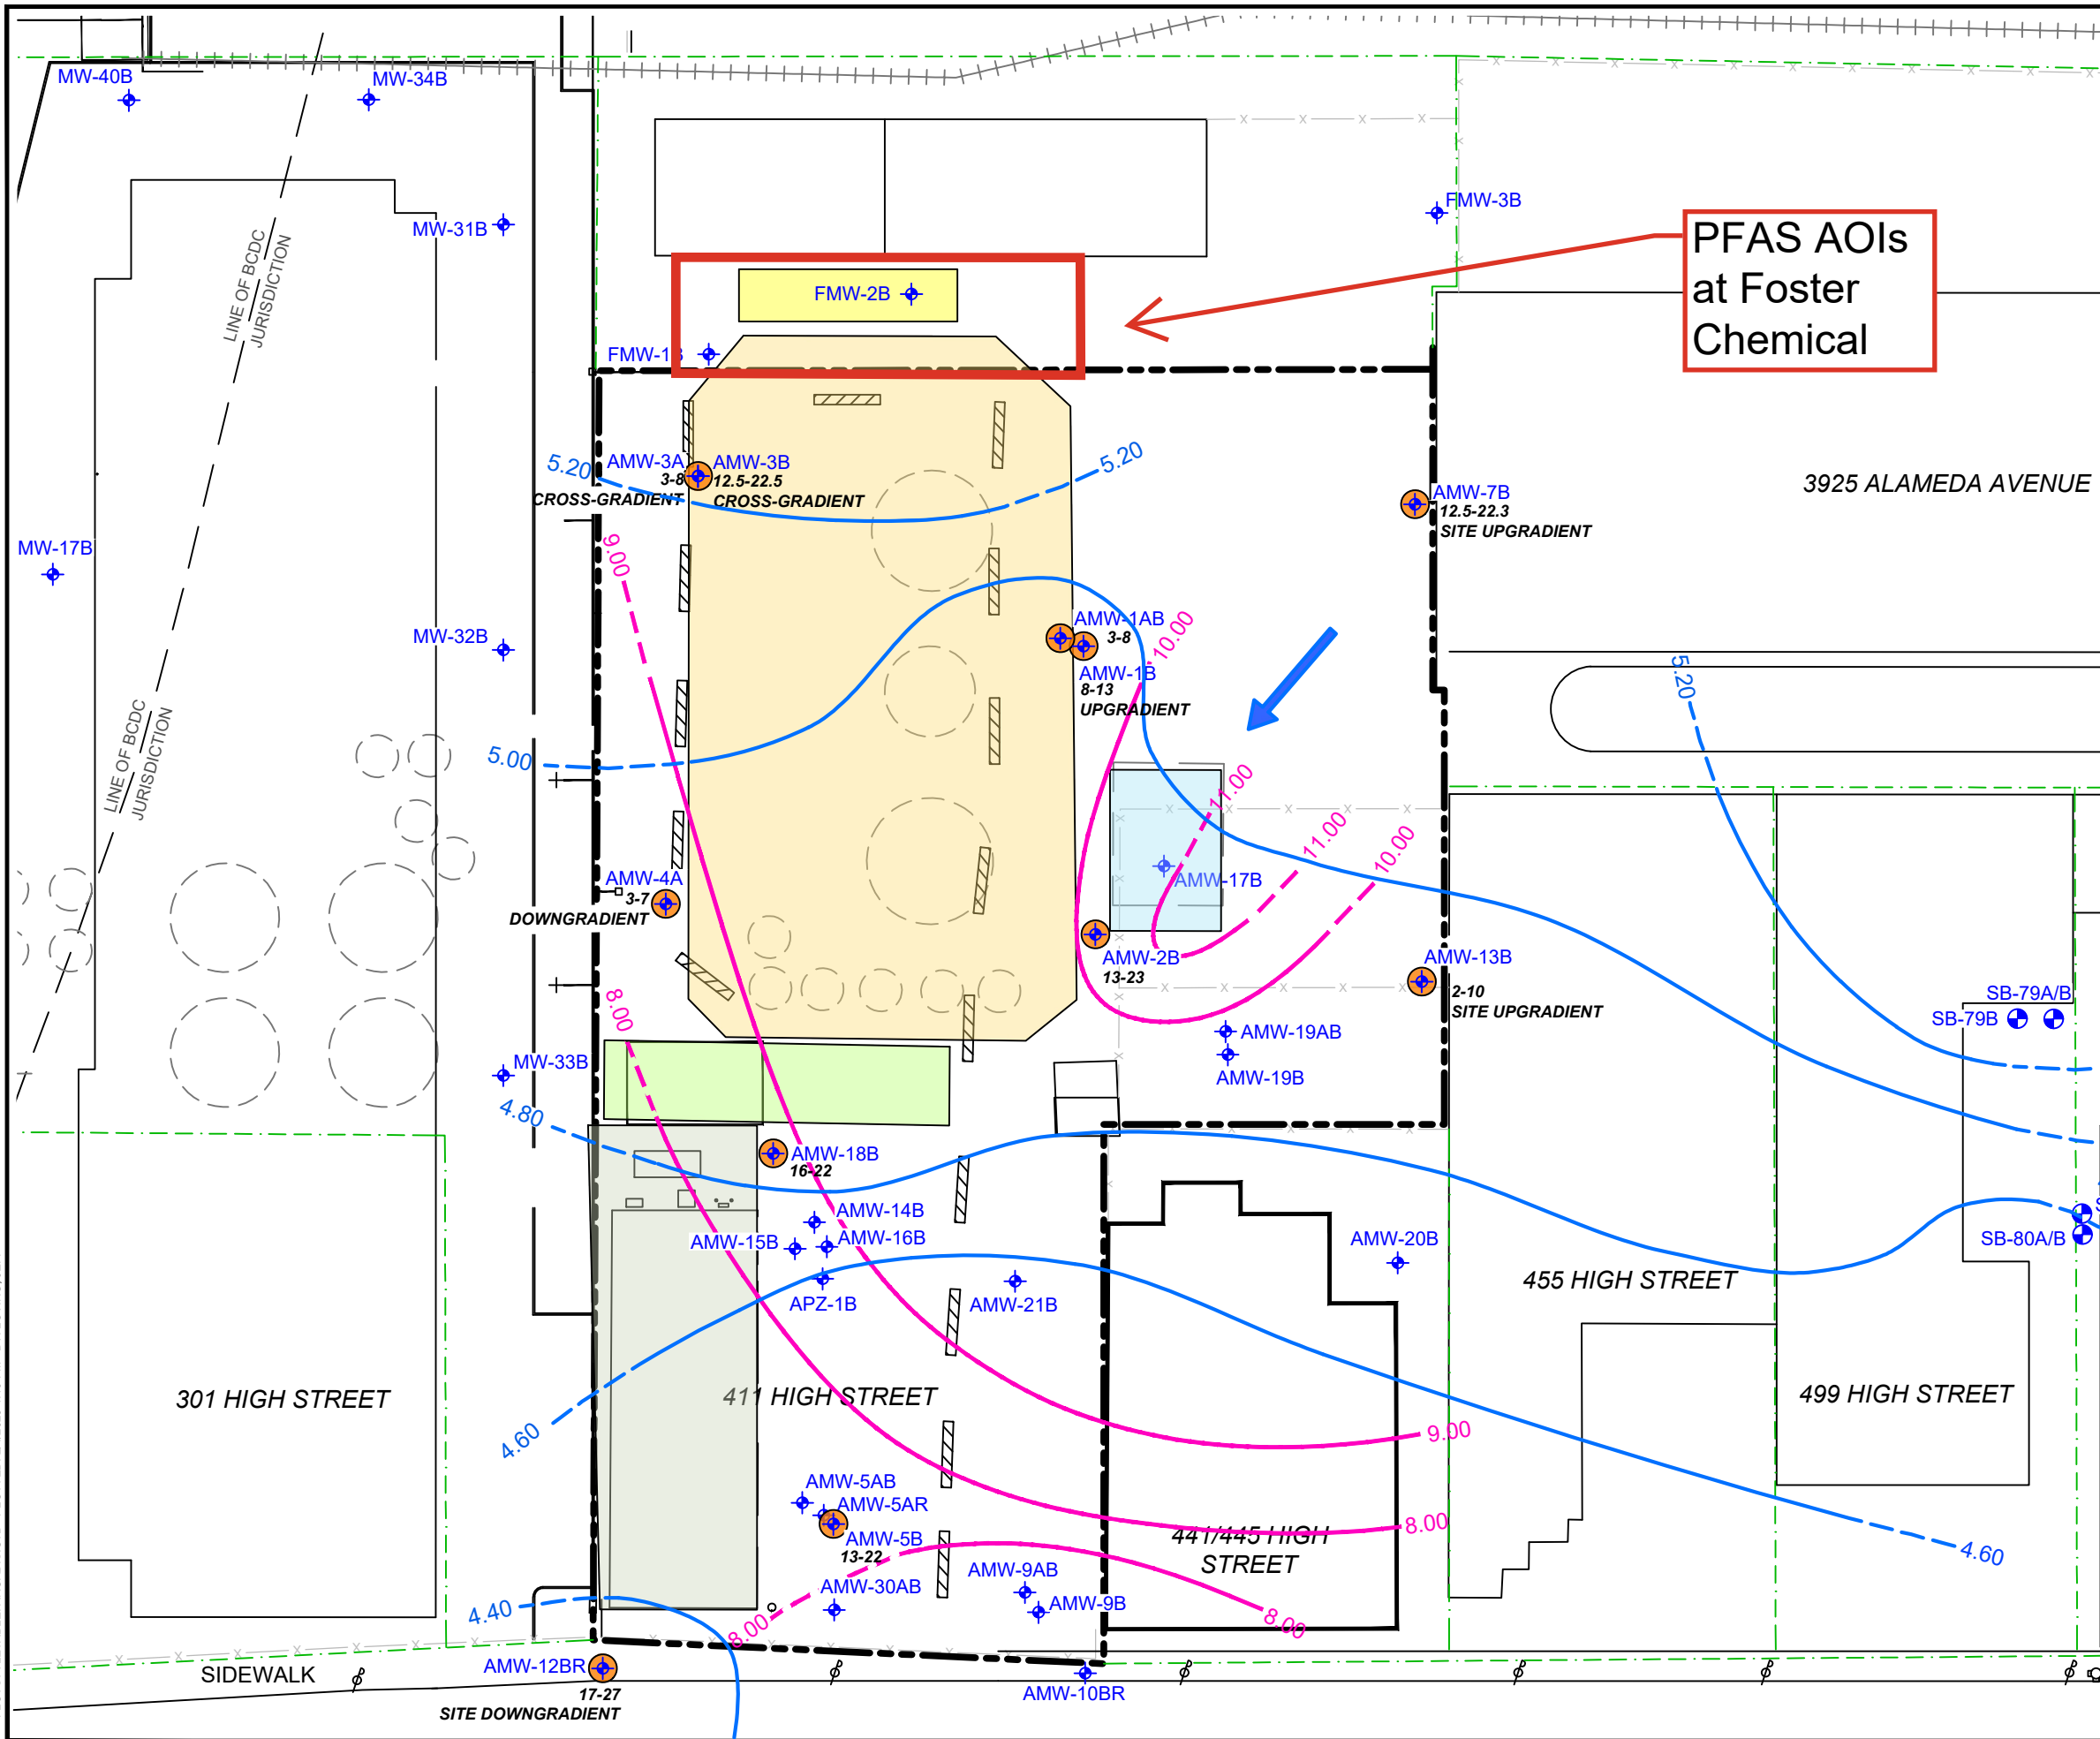 MW-40B
MW-34B
MW-31B
LINE OF BCDC
JURISDICTION
FMW-3B
PFAS AOIs
at Foster
Chemical
FMW-2B
FMW-1B
5.20
AMW-3A
3-8
CROSS-GRADIENT
AMW-3B
12.5-22.5
CROSS-GRADIENT
5.20
AMW-7B
12.5-22.3
SITE UPGRADIENT
3925 ALAMEDA AVENUE
MW-17B
9.00
MW-32B
AMW-1AB
3-8
10.00
AMW-1B
8-13
UPGRADIENT
5.20
LINE OF BCDC
JURISDICTION
5.00
11.00
11.00
10.00
AMW-4A
3-7
DOWNGRADIENT
AMW-17B
AMW-2B
13-23
AMW-13B
2-10
SITE UPGRADIENT
8.00
SB-79A/B
SB-79B
AMW-19AB
AMW-19B
MW-33B
4.80
AMW-18B
16-22
AMW-14B
AMW-15B
AMW-16B
APZ-1B
AMW-21B
AMW-20B
SB-80A/B
455 HIGH STREET
301 HIGH STREET
411 HIGH STREET
499 HIGH STREET
4.60
9.00
AMW-5AB
AMW-5AR
AMW-5B
13-22
8.00
441/445 HIGH
STREET
4.60
AMW-30AB
AMW-9AB
AMW-9B
4.40
8.00
8.00
SIDEWALK
AMW-12BR
17-27
SITE DOWNGRADIENT
AMW-10BR